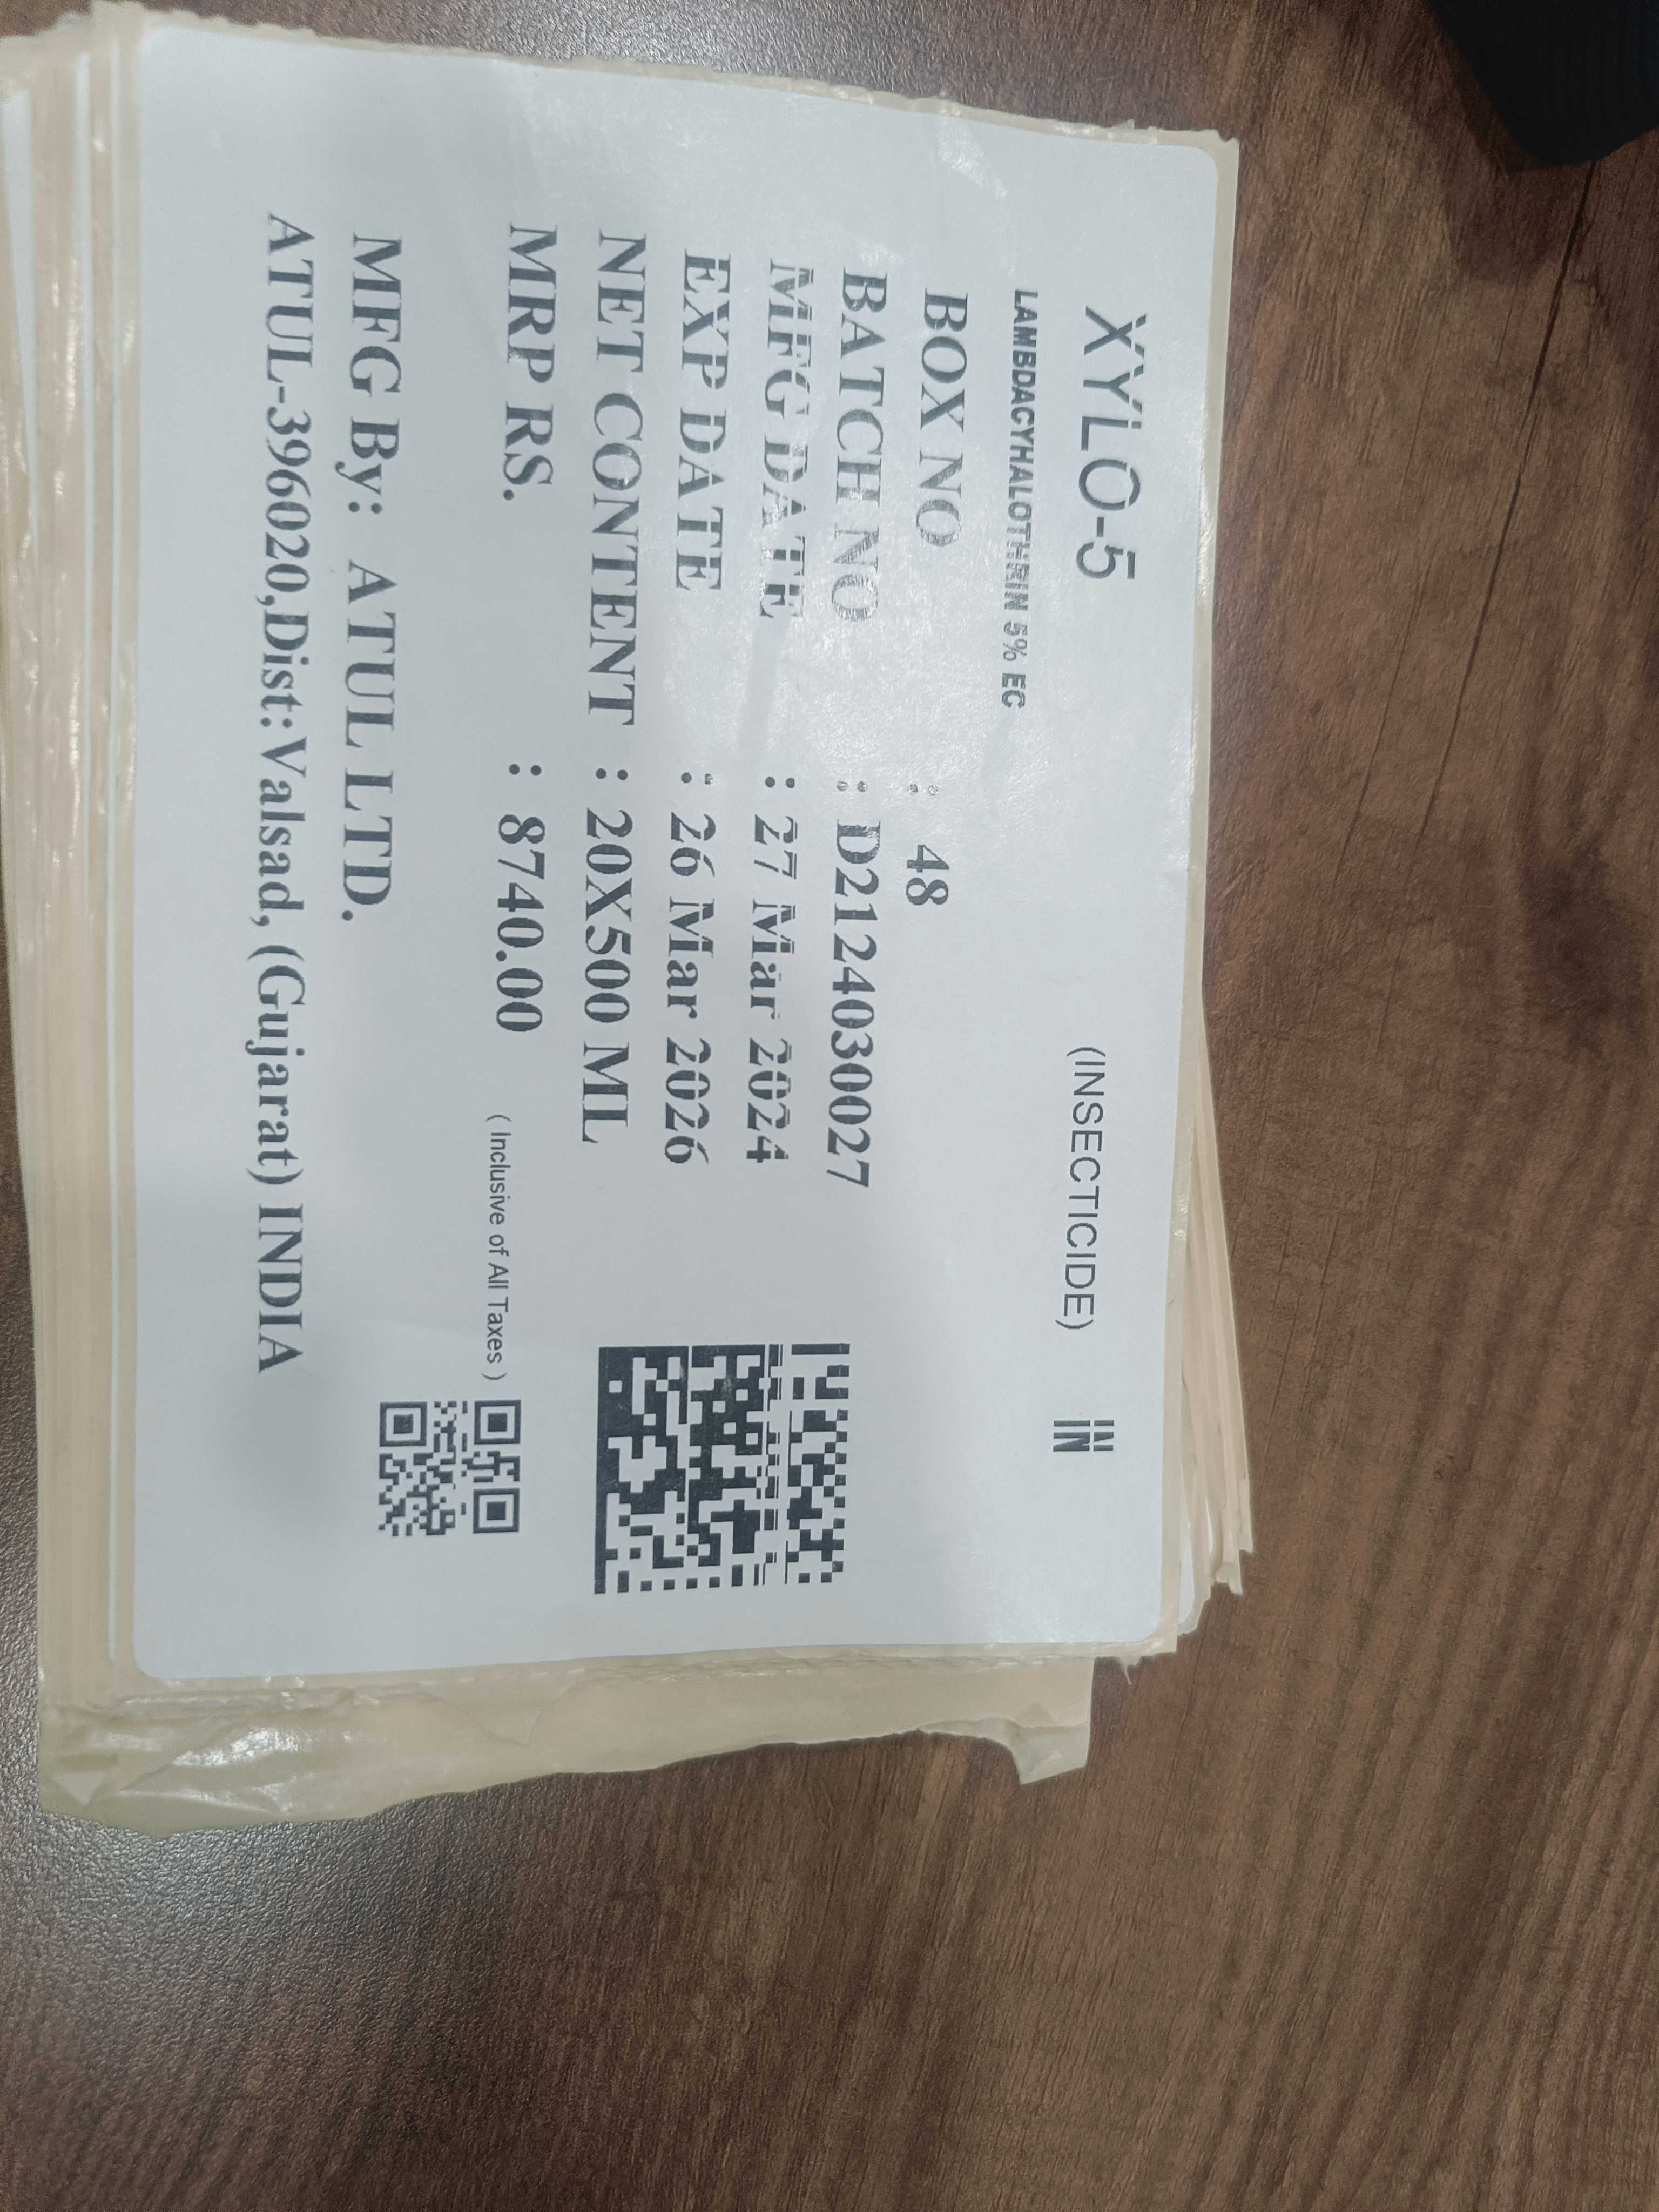 XYLO-5 (INSECTICIDE) IN
LAMBDACYHALOTHRIN 5% EC
BOX NO : 48
BATCH NO : D2124030027
MFG DATE : 27 Mar 2024
EXP DATE : 26 Mar 2026
NET CONTENT : 20X500 ML
MRP RS. : 8740.00 ( Inclusive of All Taxes )
MFG By: ATUL LTD.
ATUL-396020,Dist:Valsad, (Gujarat) INDIA